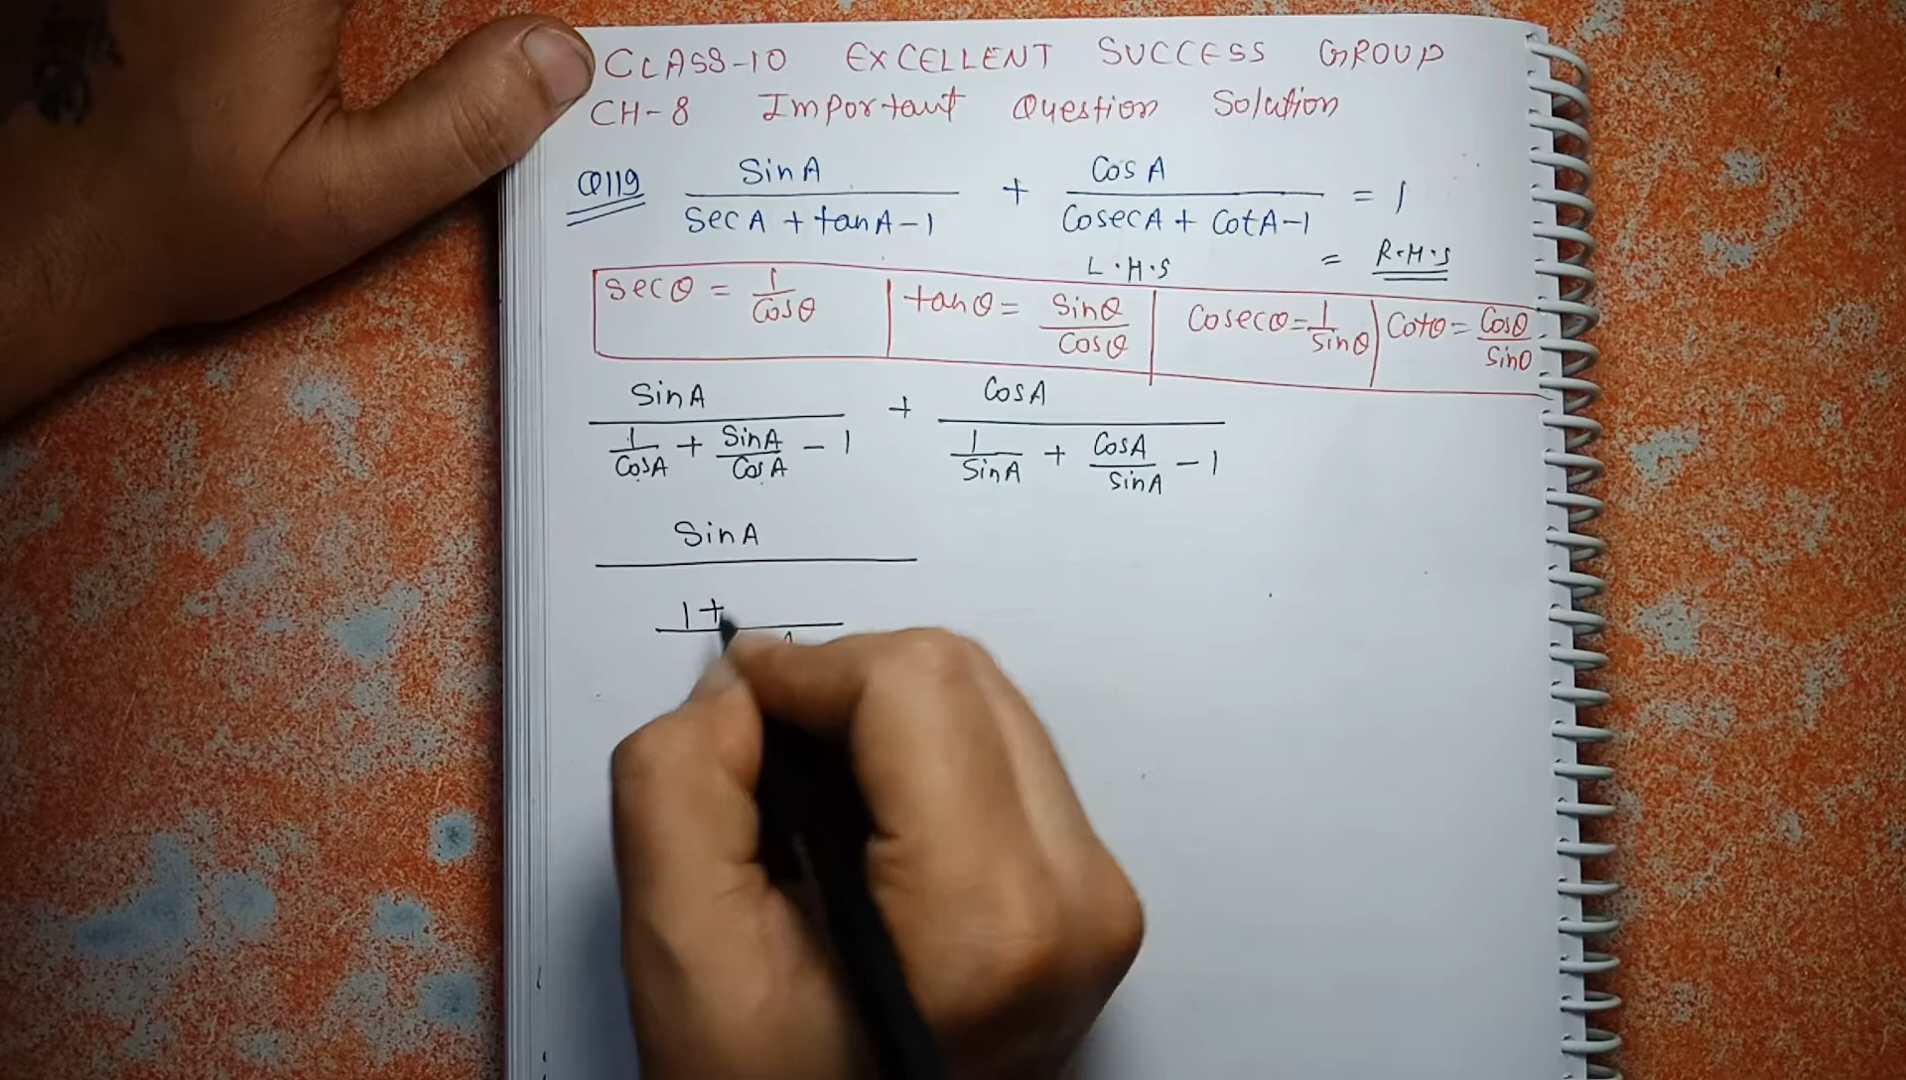 CLASS-10 EXCELLENT SUCCESS GROUP
CH-8 Important Question Solution
Q119 SinA / SecA + tanA - 1 + CosA / CosecA + CotA - 1 = 1
L.H.S = R.H.S
secθ = 1/Cosθ | tanθ = Sinθ/Cosθ | Cosecθ = 1/Sinθ | Cotθ = Cosθ/Sinθ
SinA / 1/CosA + SinA/CosA - 1 + CosA / 1/SinA + CosA/SinA - 1
SinA
1 +